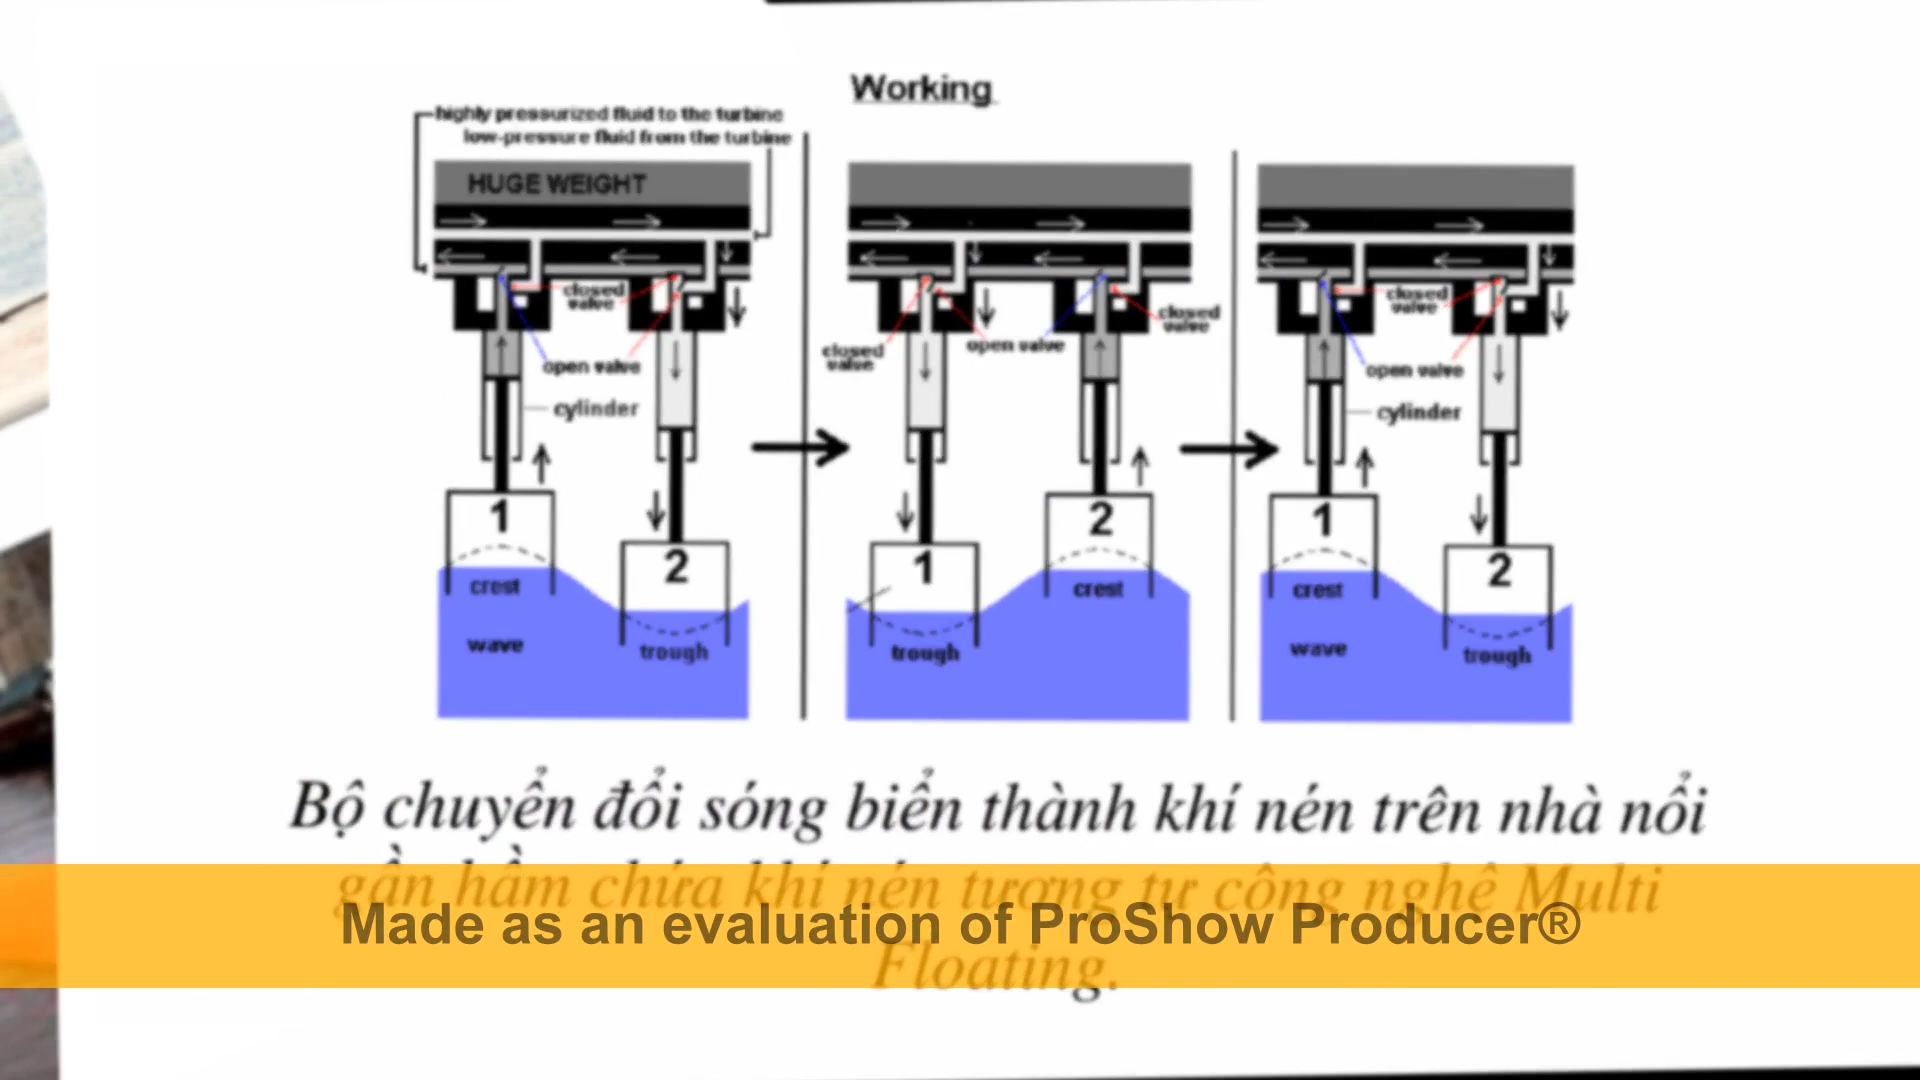 Working
highly pressurized fluid to the turbine
low-pressure fluid from the turbine
HUGE WEIGHT
closed
valve
open valve
cylinder
1
2
crest
wave
trough
closed
valve
open valve
closed
valve
1
2
crest
trough
closed
valve
open valve
cylinder
1
2
crest
wave
trough
Bộ chuyển đổi sóng biển thành khí nén trên nhà nổi
gần hầm chứa khí nén tương tự công nghệ Multi
Made as an evaluation of ProShow Producer®
Floating.